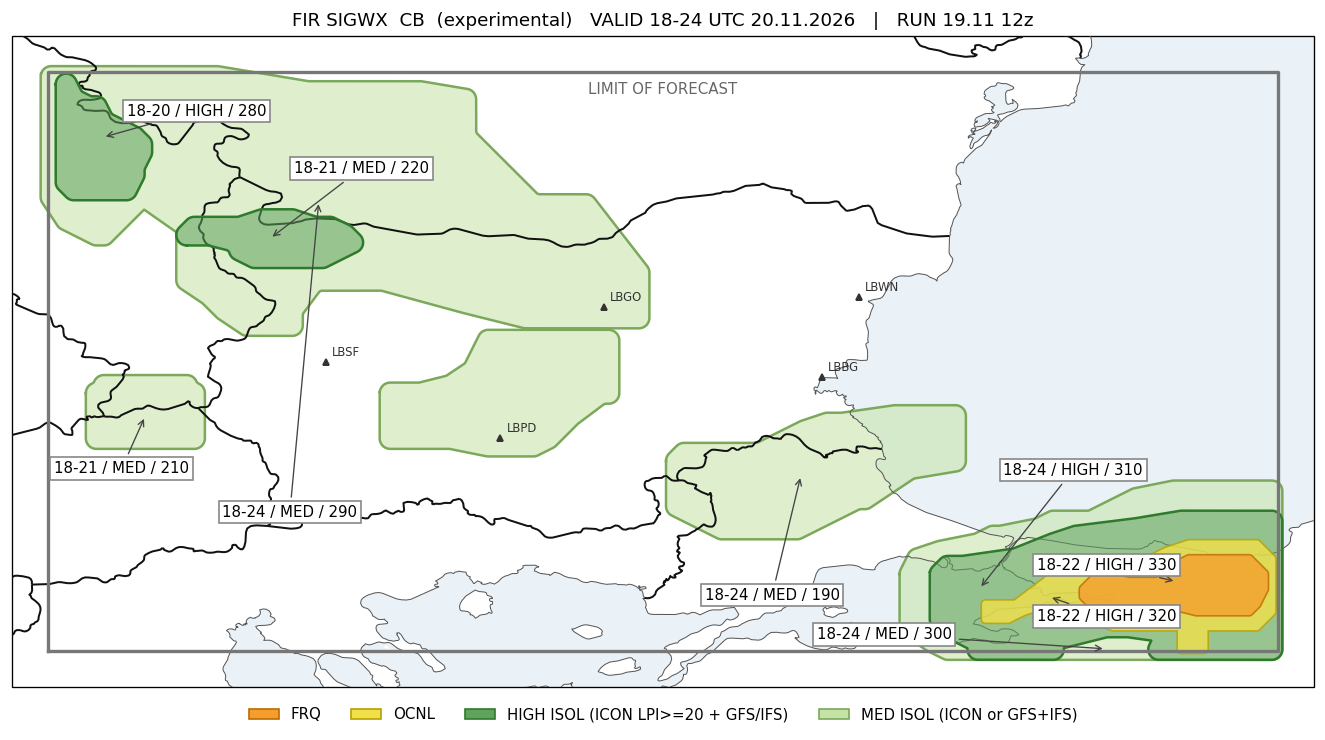 FIR SIGWX  CB  (experimental)   VALID 18-24 UTC 20.11.2026   |   RUN 19.11 12z
LIMIT OF FORECAST
18-20 / HIGH / 280
18-21 / MED / 220
LBWN
LBGO
LBSF
LBBG
LBPD
18-21 / MED / 210
18-24 / HIGH / 310
18-24 / MED / 290
18-22 / HIGH / 330
18-24 / MED / 190
18-22 / HIGH / 320
18-24 / MED / 300
FRQ
OCNL
HIGH ISOL (ICON LPI>=20 + GFS/IFS)
MED ISOL (ICON or GFS+IFS)